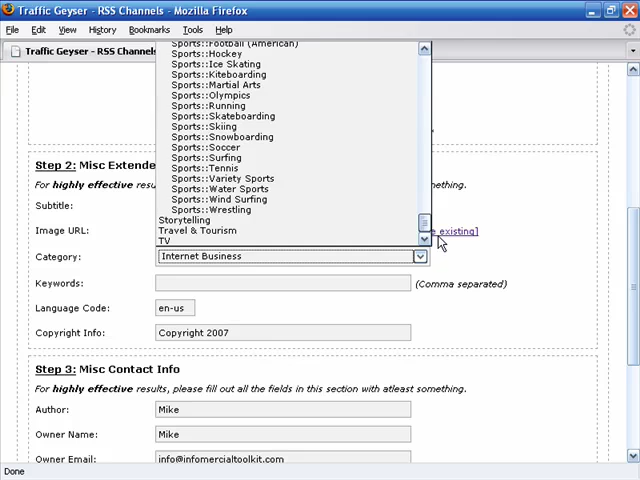 Traffic Geyser - RSS Channels - Mozilla Firefox
File Edit View History Bookmarks Tools Help
Traffic Geyser - RSS Channels
Sports::Football (American)
Sports::Hockey
Sports::Ice Skating
Sports::Kiteboarding
Sports::Martial Arts
Sports::Olympics
Sports::Running
Sports::Skateboarding
Sports::Skiing
Sports::Snowboarding
Sports::Soccer
Sports::Surfing
Sports::Tennis
Sports::Variety Sports
Sports::Water Sports
Sports::Wind Surfing
Sports::Wrestling
Storytelling
Travel & Tourism
TV
Step 2: Misc Extende
For highly effective resu mething.
Subtitle:
Image URL: existing]
Category: Internet Business
Keywords: (Comma separated)
Language Code: en-us
Copyright Info: Copyright 2007
Step 3: Misc Contact Info
For highly effective results, please fill out all the fields in this section with atleast something.
Author: Mike
Owner Name: Mike
Owner Email: info@infomercialtoolkit.com
Done